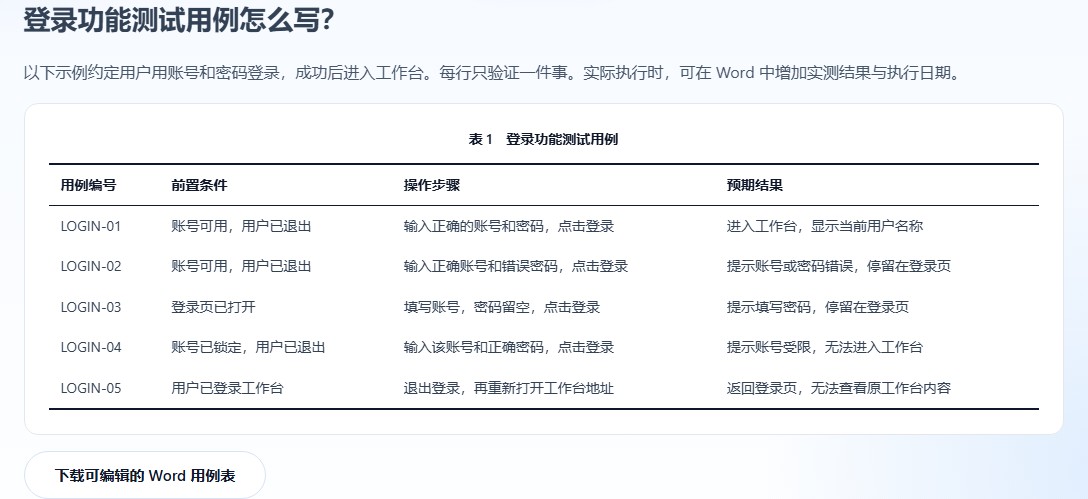 登录功能测试用例怎么写？
以下示例约定用户用账号和密码登录，成功后进入工作台。每行只验证一件事。实际执行时，可在 Word 中增加实测结果与执行日期。
表 1 登录功能测试用例
用例编号 前置条件 操作步骤 预期结果
LOGIN-01 账号可用，用户已退出 输入正确的账号和密码，点击登录 进入工作台，显示当前用户名称
LOGIN-02 账号可用，用户已退出 输入正确账号和错误密码，点击登录 提示账号或密码错误，停留在登录页
LOGIN-03 登录页已打开 填写账号，密码留空，点击登录 提示填写密码，停留在登录页
LOGIN-04 账号已锁定，用户已退出 输入该账号和正确密码，点击登录 提示账号受限，无法进入工作台
LOGIN-05 用户已登录工作台 退出登录，再重新打开工作台地址 返回登录页，无法查看原工作台内容
下载可编辑的 Word 用例表